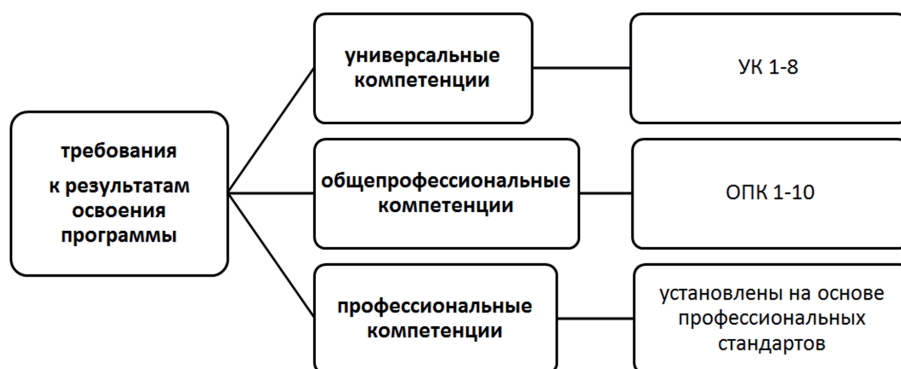 требования
к результатам
освоения
программы
универсальные
компетенции
УК 1-8
общепрофессиональные
компетенции
ОПК 1-10
профессиональные
компетенции
установлены на основе
профессиональных
стандартов